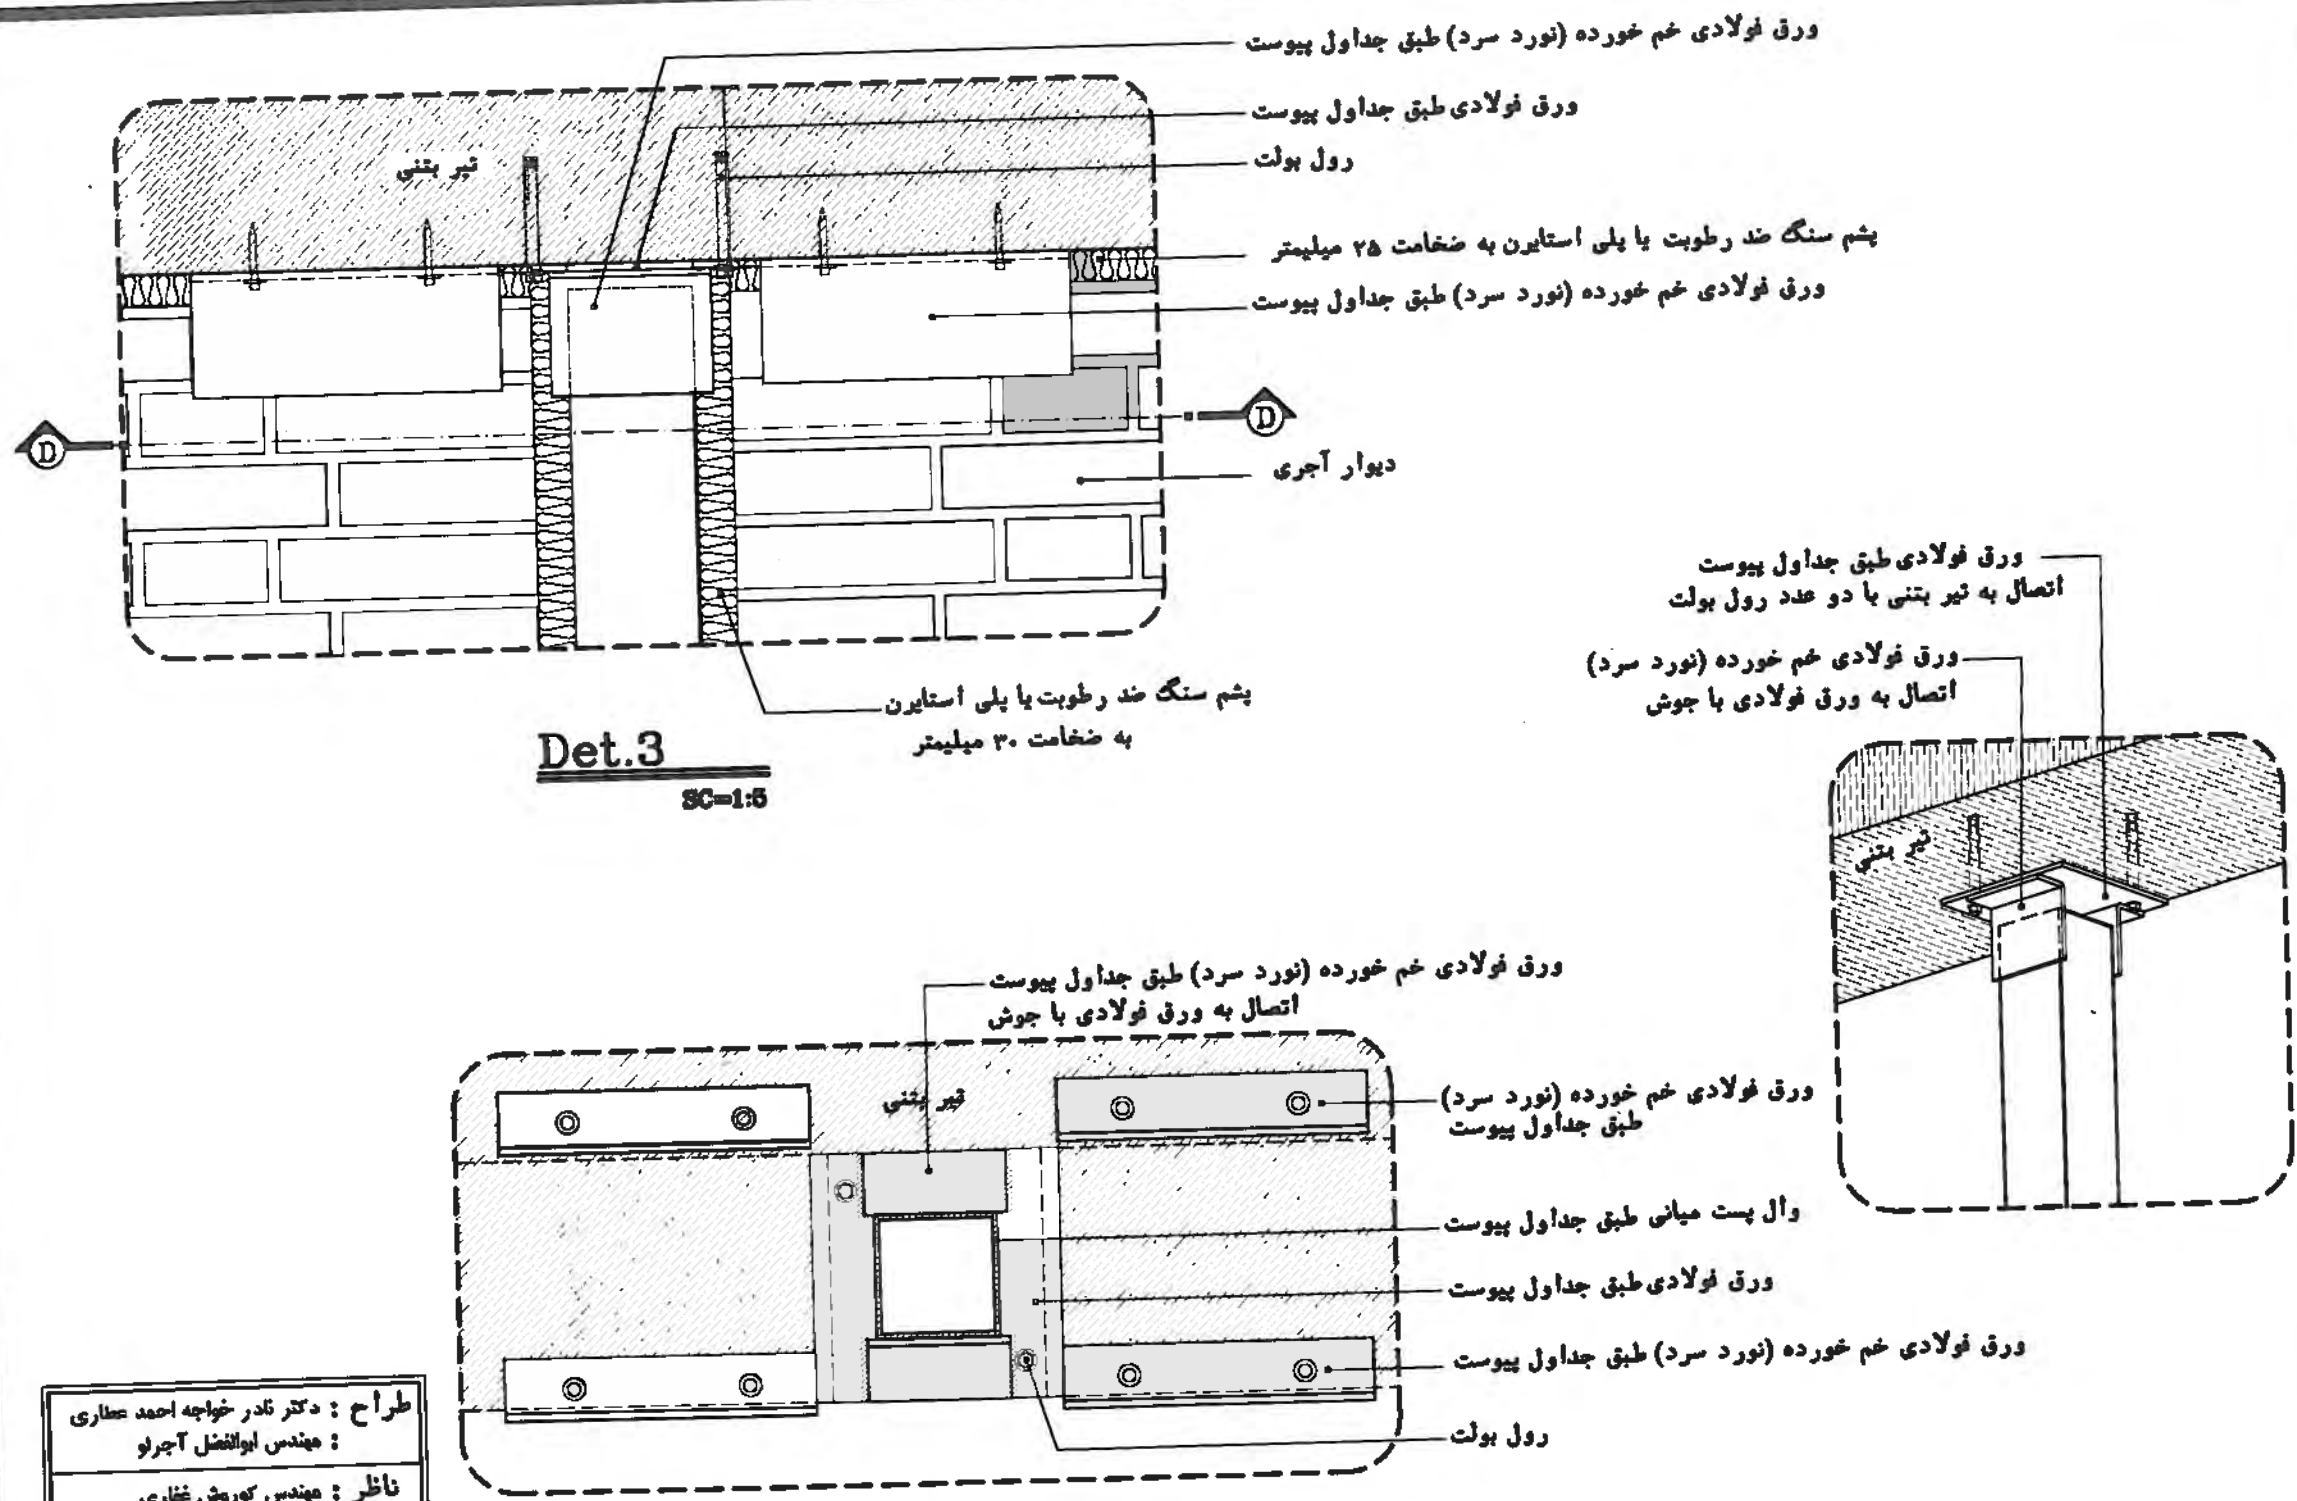 ورق فولادی خم خورده (نورد سرد) طبق جداول پیوست
ورق فولادی طبق جداول پیوست
رول بولت
تیر بتنی
پشم سنگ ضد رطوبت یا پلی استایرن به ضخامت ۲۵ میلیمتر
ورق فولادی خم خورده (نورد سرد) طبق جداول پیوست
D
D
دیوار آجری
پشم سنگ ضد رطوبت یا پلی استایرن
به ضخامت ۳۰ میلیمتر
Det.3
SC=1:5
ورق فولادی طبق جداول پیوست
اتصال به تیر بتنی با دو عدد رول بولت
ورق فولادی خم خورده (نورد سرد)
اتصال به ورق فولادی با جوش
تیر بتنی
ورق فولادی خم خورده (نورد سرد) طبق جداول پیوست
اتصال به ورق فولادی با جوش
تیر بتنی
ورق فولادی خم خورده (نورد سرد)
طبق جداول پیوست
وال پست میانی طبق جداول پیوست
ورق فولادی طبق جداول پیوست
ورق فولادی خم خورده (نورد سرد) طبق جداول پیوست
رول بولت
طراح : دکتر نادر خواجه احمد عطاری
: مهندس ابوالفضل آجرلو
ناظر : مهندس کوروش غفاری